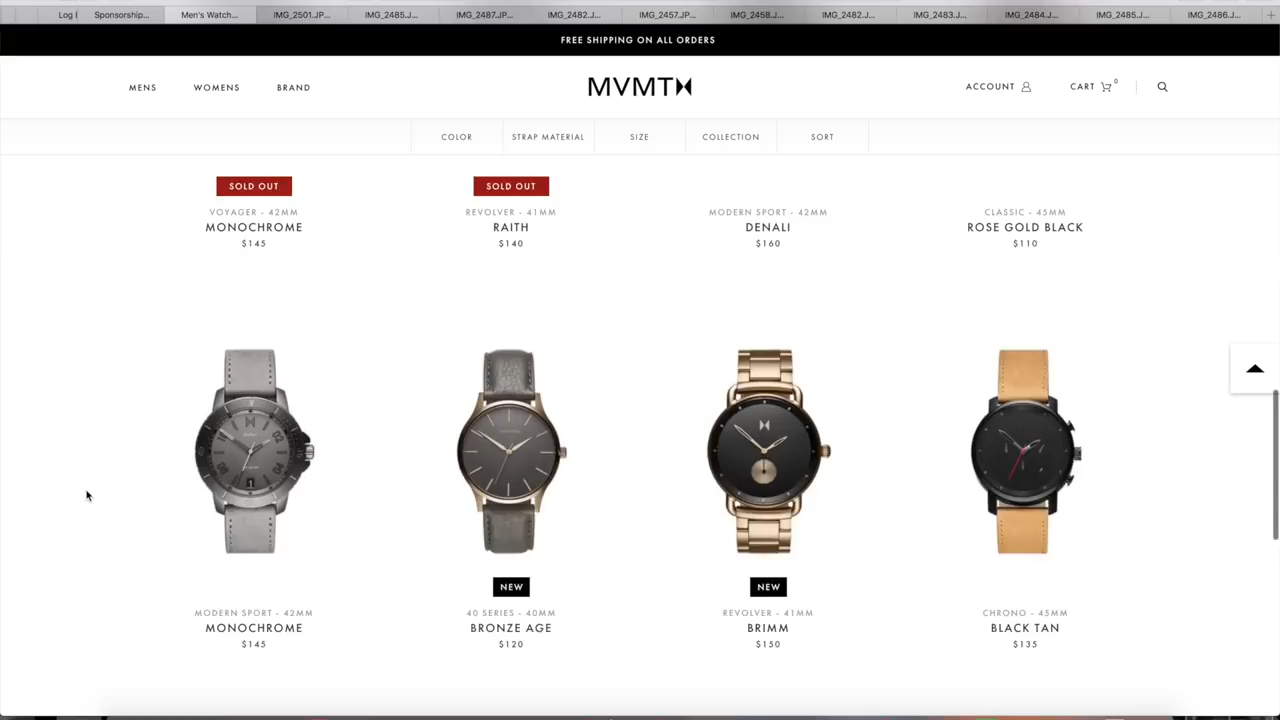 Log I
Sponsorship...
Men's Watch...
IMG_2501.JP...
IMG_2485.J...
IMG_2487.JP...
IMG_2482.J...
IMG_2457.JP...
IMG_2458.J...
IMG_2482.J...
IMG_2483.J...
IMG_2484.J...
IMG_2485.J...
IMG_2486.J...
FREE SHIPPING ON ALL ORDERS
MENS
WOMENS
BRAND
MVMT
ACCOUNT
CART
0
COLOR
STRAP MATERIAL
SIZE
COLLECTION
SORT
SOLD OUT
VOYAGER - 42MM
MONOCHROME
$145
SOLD OUT
REVOLVER - 41MM
RAITH
$140
MODERN SPORT - 42MM
DENALI
$160
CLASSIC - 45MM
ROSE GOLD BLACK
$110
MODERN SPORT - 42MM
MONOCHROME
$145
NEW
40 SERIES - 40MM
BRONZE AGE
$120
NEW
REVOLVER - 41MM
BRIMM
$150
CHRONO - 45MM
BLACK TAN
$135